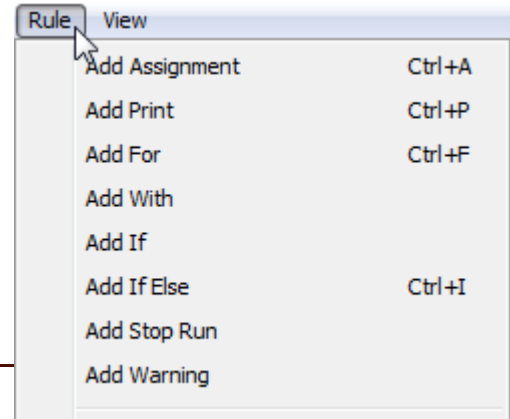 Rule View
Add Assignment Ctrl+A
Add Print Ctrl+P
Add For Ctrl+F
Add With
Add If
Add If Else Ctrl+I
Add Stop Run
Add Warning